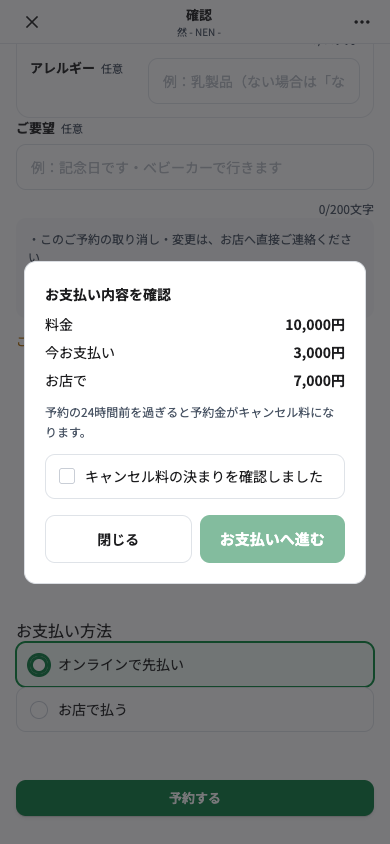 確認
然 - NEN -
アレルギー 任意
例：乳製品（ない場合は「な
ご要望 任意
例：記念日です・ベビーカーで行きます
0/200文字
・このご予約の取り消し・変更は、お店へ直接ご連絡くださ
い
お支払い内容を確認
料金 10,000円
今お支払い 3,000円
お店で 7,000円
予約の24時間前を過ぎると予約金がキャンセル料にな
ります。
キャンセル料の決まりを確認しました
閉じる お支払いへ進む
お支払い方法
オンラインで先払い
お店で払う
予約する